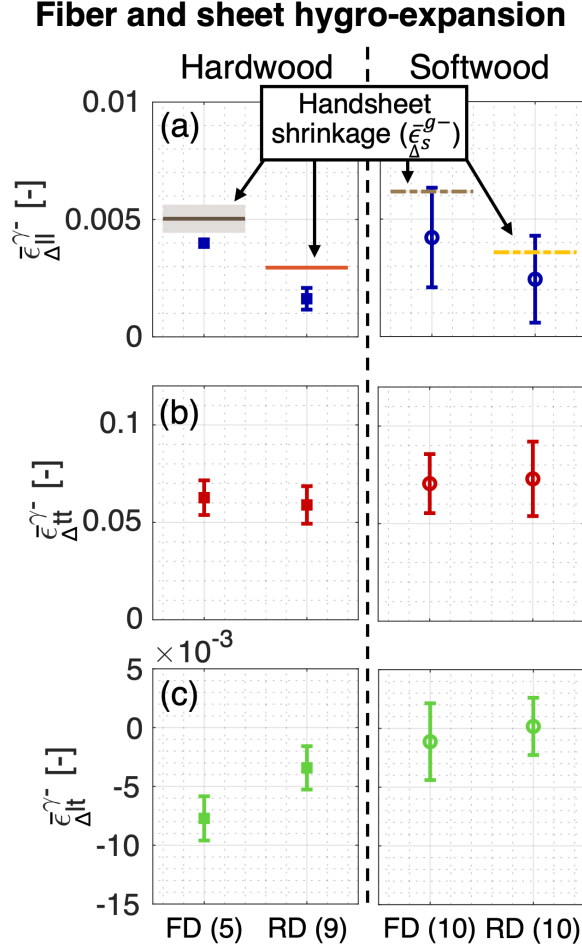 Fiber and sheet hygro-expansion
Hardwood Softwood
Handsheet
shrinkage (ε̄_Δs^g-)
(a)
0.01
0.005
0
ε̄_Δll^γ- [-]
(b)
0.1
0.05
0
ε̄_Δtt^γ- [-]
×10^-3
(c)
5
0
-5
-10
-15
ε̄_Δlt^γ- [-]
FD (5) RD (9) FD (10) RD (10)